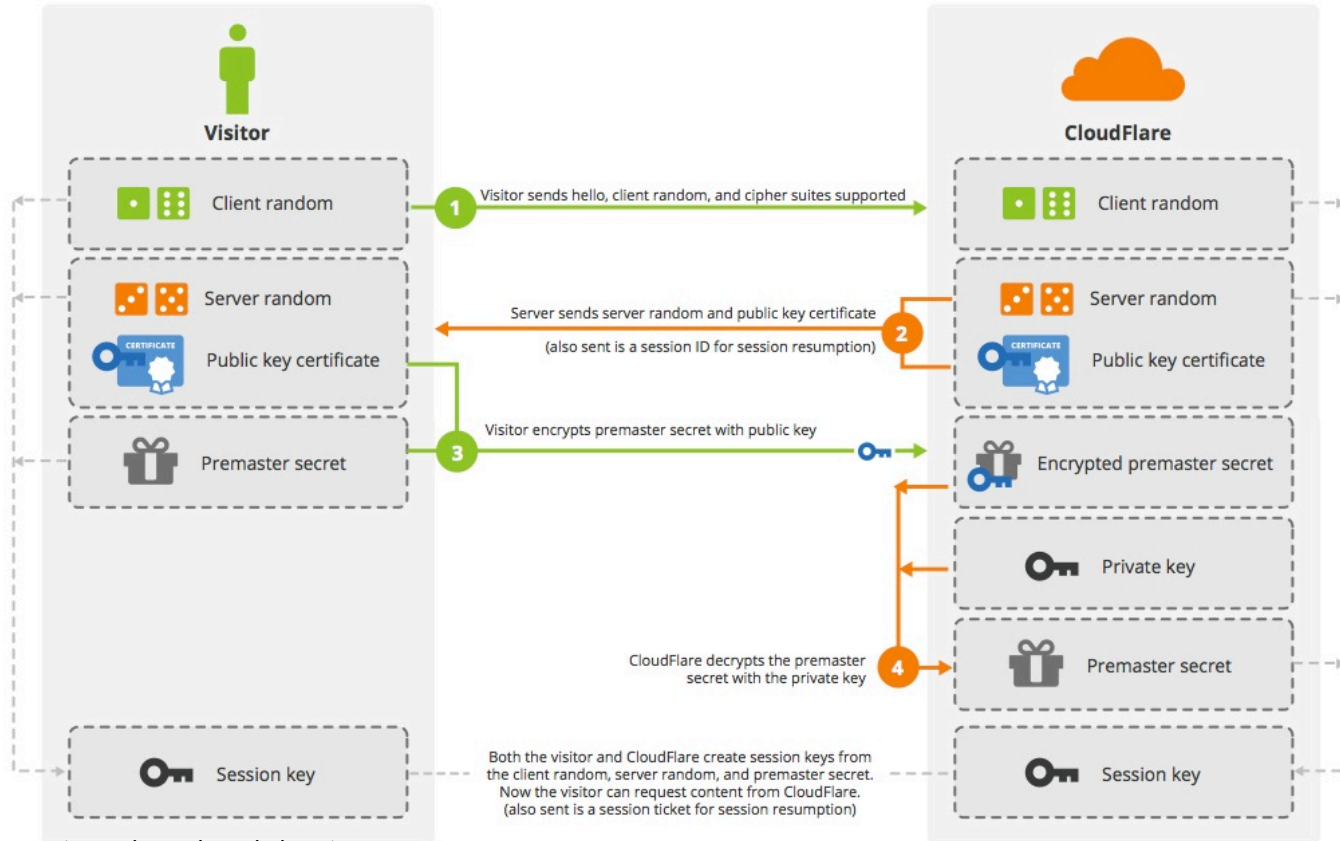 Visitor
CloudFlare
Client random
1
Visitor sends hello, client random, and cipher suites supported
Client random
Server random
CERTIFICATE
Public key certificate
Server sends server random and public key certificate
(also sent is a session ID for session resumption)
2
Server random
CERTIFICATE
Public key certificate
Premaster secret
3
Visitor encrypts premaster secret with public key
Encrypted premaster secret
Private key
CloudFlare decrypts the premaster
secret with the private key
4
Premaster secret
Session key
Both the visitor and CloudFlare create session keys from
the client random, server random, and premaster secret.
Now the visitor can request content from CloudFlare.
(also sent is a session ticket for session resumption)
Session key